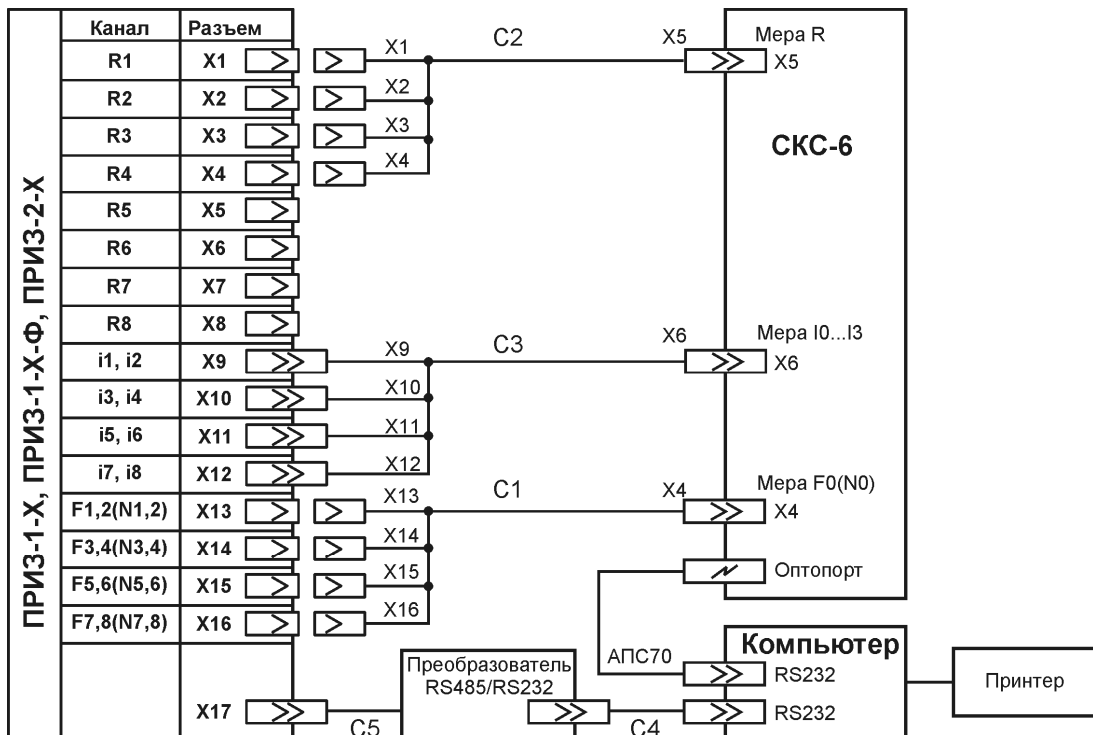 ПРИЗ-1-Х, ПРИЗ-1-Х-Ф, ПРИЗ-2-Х
Канал Разъем
R1 X1
R2 X2
R3 X3
R4 X4
R5 X5
R6 X6
R7 X7
R8 X8
i1, i2 X9
i3, i4 X10
i5, i6 X11
i7, i8 X12
F1,2(N1,2) X13
F3,4(N3,4) X14
F5,6(N5,6) X15
F7,8(N7,8) X16
X17
X1
X2
X3
X4
C2
X5
Мера R
X5
СКС-6
X9
X10
X11
X12
C3
X6
Мера I0...I3
X6
X13
X14
X15
X16
C1
X4
Мера F0(N0)
X4
Оптопорт
АПС70
Компьютер
RS232
RS232
Преобразователь
RS485/RS232
C5
C4
Принтер